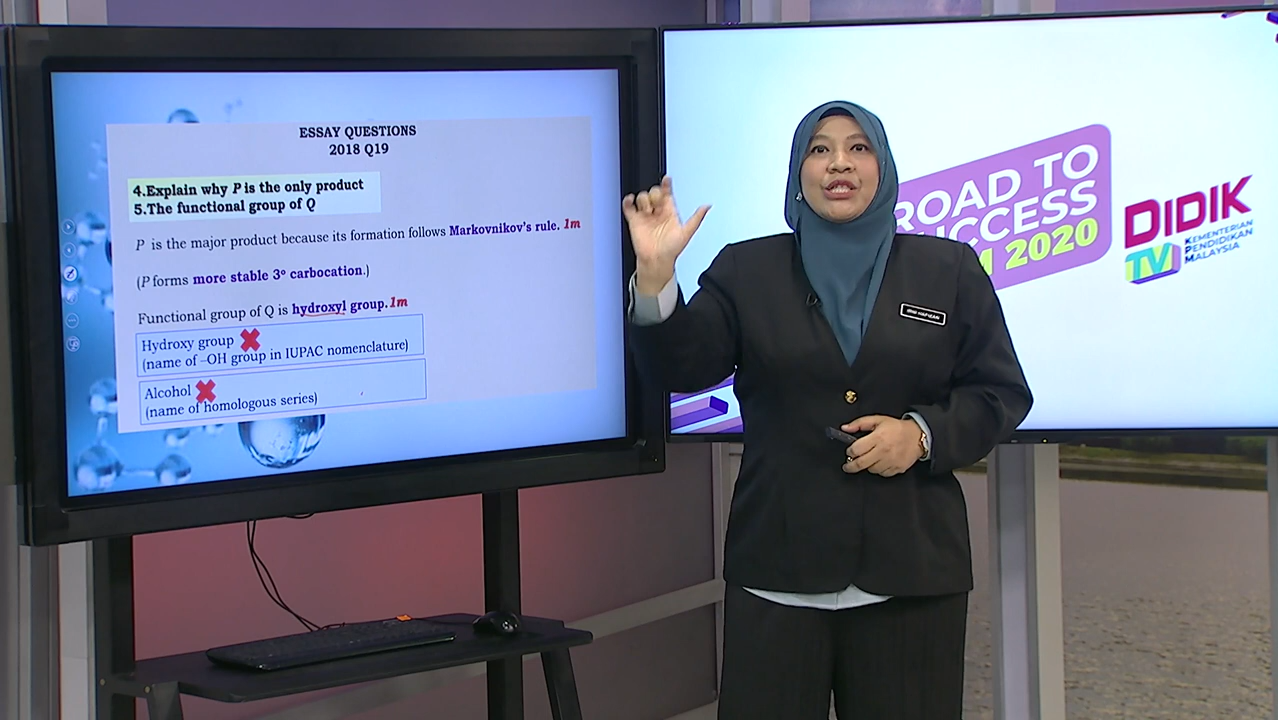 ESSAY QUESTIONS
2018 Q19
4.Explain why P is the only product
5.The functional group of Q
P is the major product because its formation follows Markovnikov's rule. 1m
(P forms more stable 3º carbocation.)
Functional group of Q is hydroxyl group.1m
Hydroxy group
(name of –OH group in IUPAC nomenclature)
Alcohol
(name of homologous series)
ROAD TO
2020
DIDIK
TV
KEMENTERIAN
PENDIDIKAN
MALAYSIA